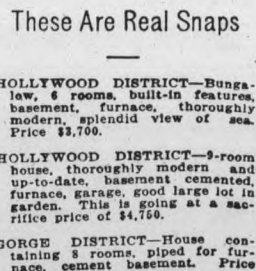 These Are Real Snaps
HOLLYWOOD DISTRICT—Bunga-
low, 6 rooms, built-in features,
basement, furnace, thoroughly
modern, splendid view of sea.
Price $3,700.
HOLLYWOOD DISTRICT—9-room
house, thoroughly modern and
up-to-date, basement cemented,
furnace, garage, good large lot in
garden. This is going at a sac-
rifice price of $4,750.
GORGE DISTRICT—House con-
taining 8 rooms, piped for fur-
nace, cement basement. Price